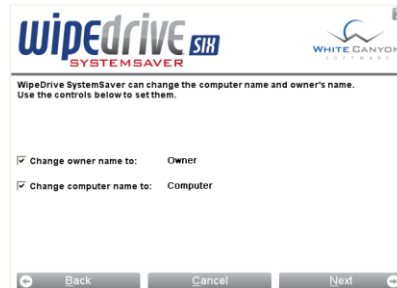 wipedrive SIX
SYSTEMSAVER
WHITE CANYON
SOFTWARE
WipeDrive SystemSaver can change the computer name and owner's name.
Use the controls below to set them.
Change owner name to: Owner
Change computer name to: Computer
Back Cancel Next